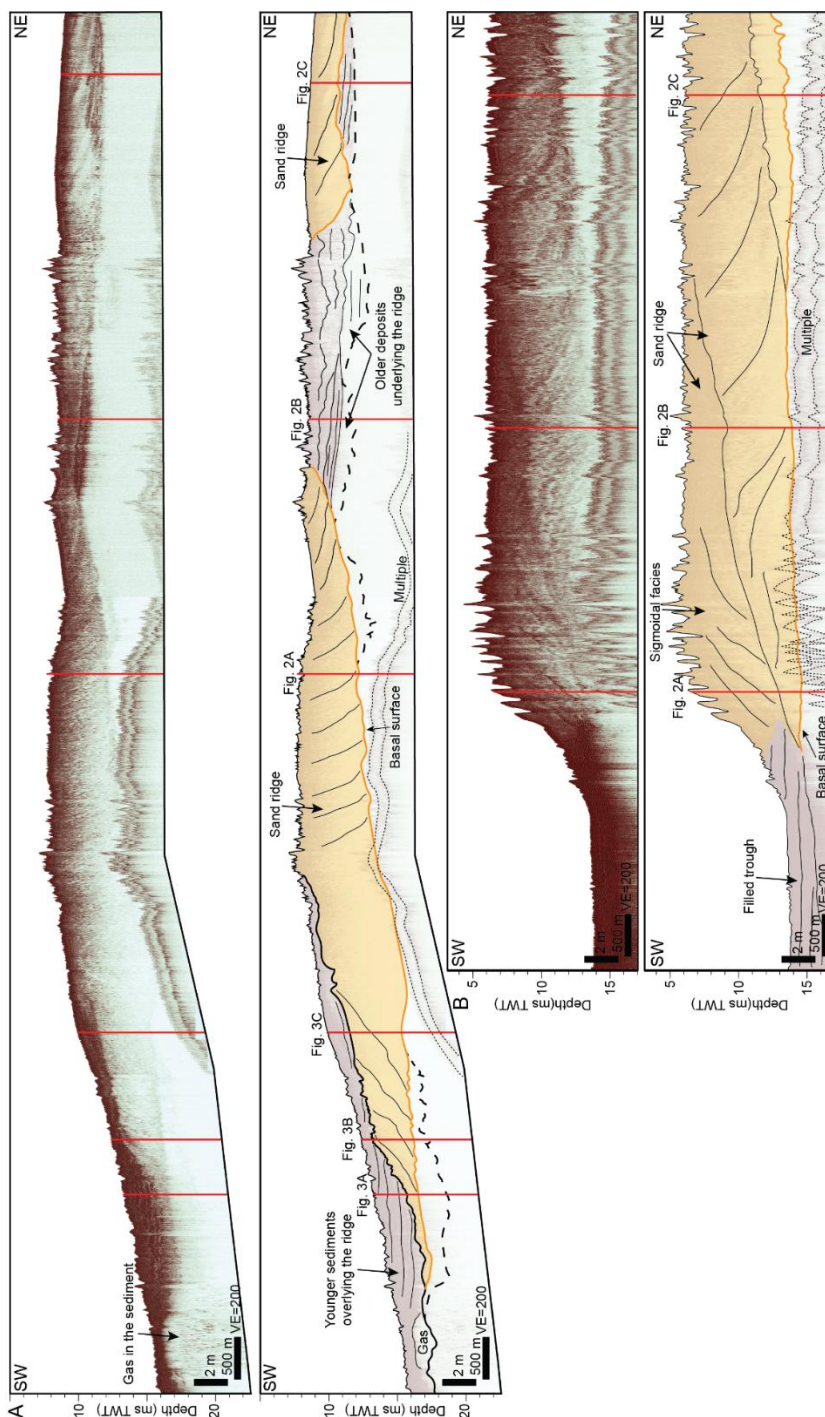 A
SW
NE
Gas in the sediment
2 m
500 m
VE=200
Depth (ms TWT)
10
20
SW
NE
Fig. 3A
Fig. 3B
Fig. 3C
Fig. 2A
Fig. 2B
Fig. 2C
Younger sediments
overlying the ridge
Gas
Sand ridge
Basal surface
Multiple
Older deposits
underlying the ridge
Sand ridge
2 m
500 m
VE=200
Depth (ms TWT)
10
20
B
SW
NE
2 m
500 m
VE=200
Depth(ms TWT)
5
10
15
SW
NE
Fig. 2A
Fig. 2B
Fig. 2C
Filled trough
Sigmoidal facies
Sand ridge
Basal surface
Multiple
2 m
500 m
VE=200
Depth(ms TWT)
5
10
15